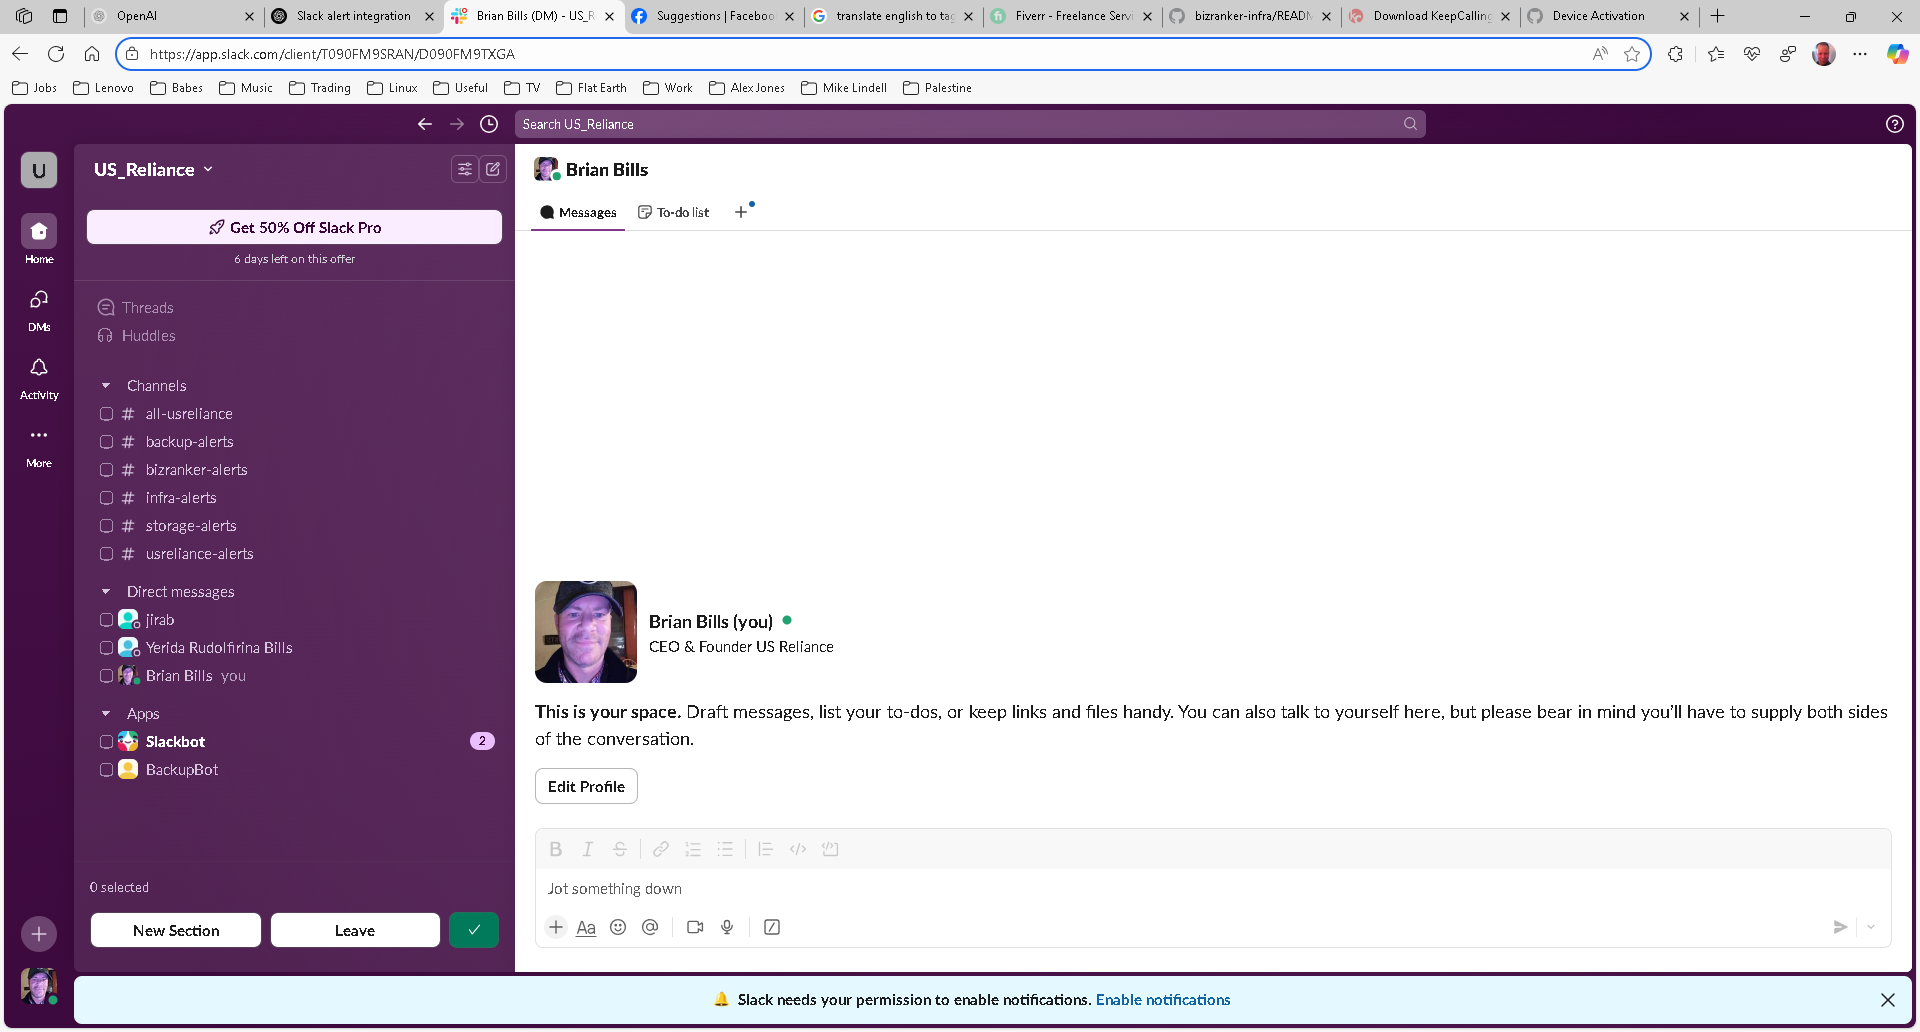 OpenAI
Slack alert integration
Brian Bills (DM) - US_R
Suggestions | Faceboo
translate english to tag
Fiverr - Freelance Servi
bizranker-infra/READM
Download KeepCalling
Device Activation
https://app.slack.com/client/T090FM9SRAN/D090FM9TXGA
Jobs
Lenovo
Babes
Music
Trading
Linux
Useful
TV
Flat Earth
Work
Alex Jones
Mike Lindell
Palestine
Search US_Reliance
U
Home
DMs
Activity
More
US_Reliance
Get 50% Off Slack Pro
6 days left on this offer
Threads
Huddles
Channels
# all-usreliance
# backup-alerts
# bizranker-alerts
# infra-alerts
# storage-alerts
# usreliance-alerts
Direct messages
jirab
Yerida Rudolfirina Bills
Brian Bills you
Apps
Slackbot 2
BackupBot
0 selected
New Section
Leave
Brian Bills
Messages
To-do list
Brian Bills (you)
CEO & Founder US Reliance
This is your space. Draft messages, list your to-dos, or keep links and files handy. You can also talk to yourself here, but please bear in mind you’ll have to supply both sides
of the conversation.
Edit Profile
Jot something down
Aa
Slack needs your permission to enable notifications. Enable notifications